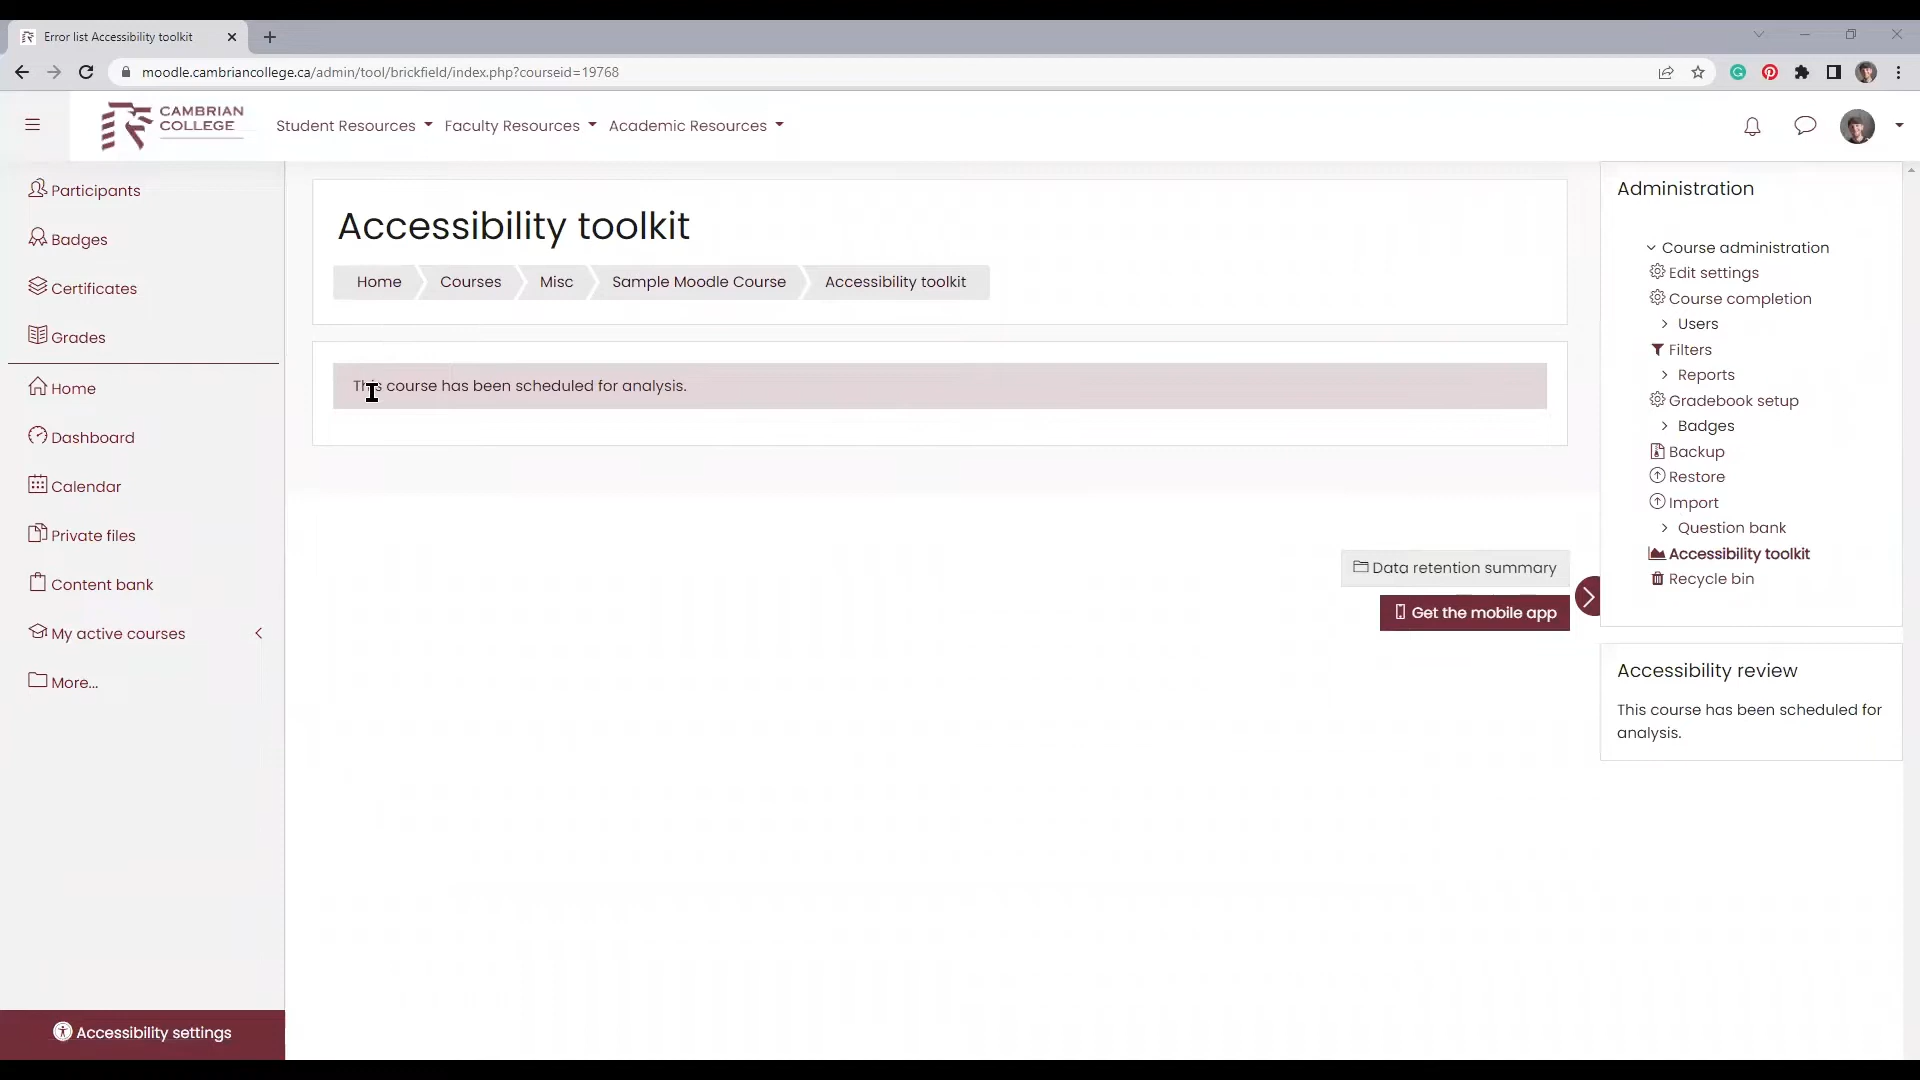 Error list Accessibility toolkit
moodle.cambriancollege.ca/admin/tool/brickfield/index.php?courseid=19768
CAMBRIAN
COLLEGE
Student Resources
Faculty Resources
Academic Resources
Participants
Badges
Certificates
Grades
Home
Dashboard
Calendar
Private files
Content bank
My active courses
More...
Accessibility settings
Accessibility toolkit
Home
Courses
Misc
Sample Moodle Course
Accessibility toolkit
This course has been scheduled for analysis.
Data retention summary
Get the mobile app
Administration
Course administration
Edit settings
Course completion
Users
Filters
Reports
Gradebook setup
Badges
Backup
Restore
Import
Question bank
Accessibility toolkit
Recycle bin
Accessibility review
This course has been scheduled for
analysis.